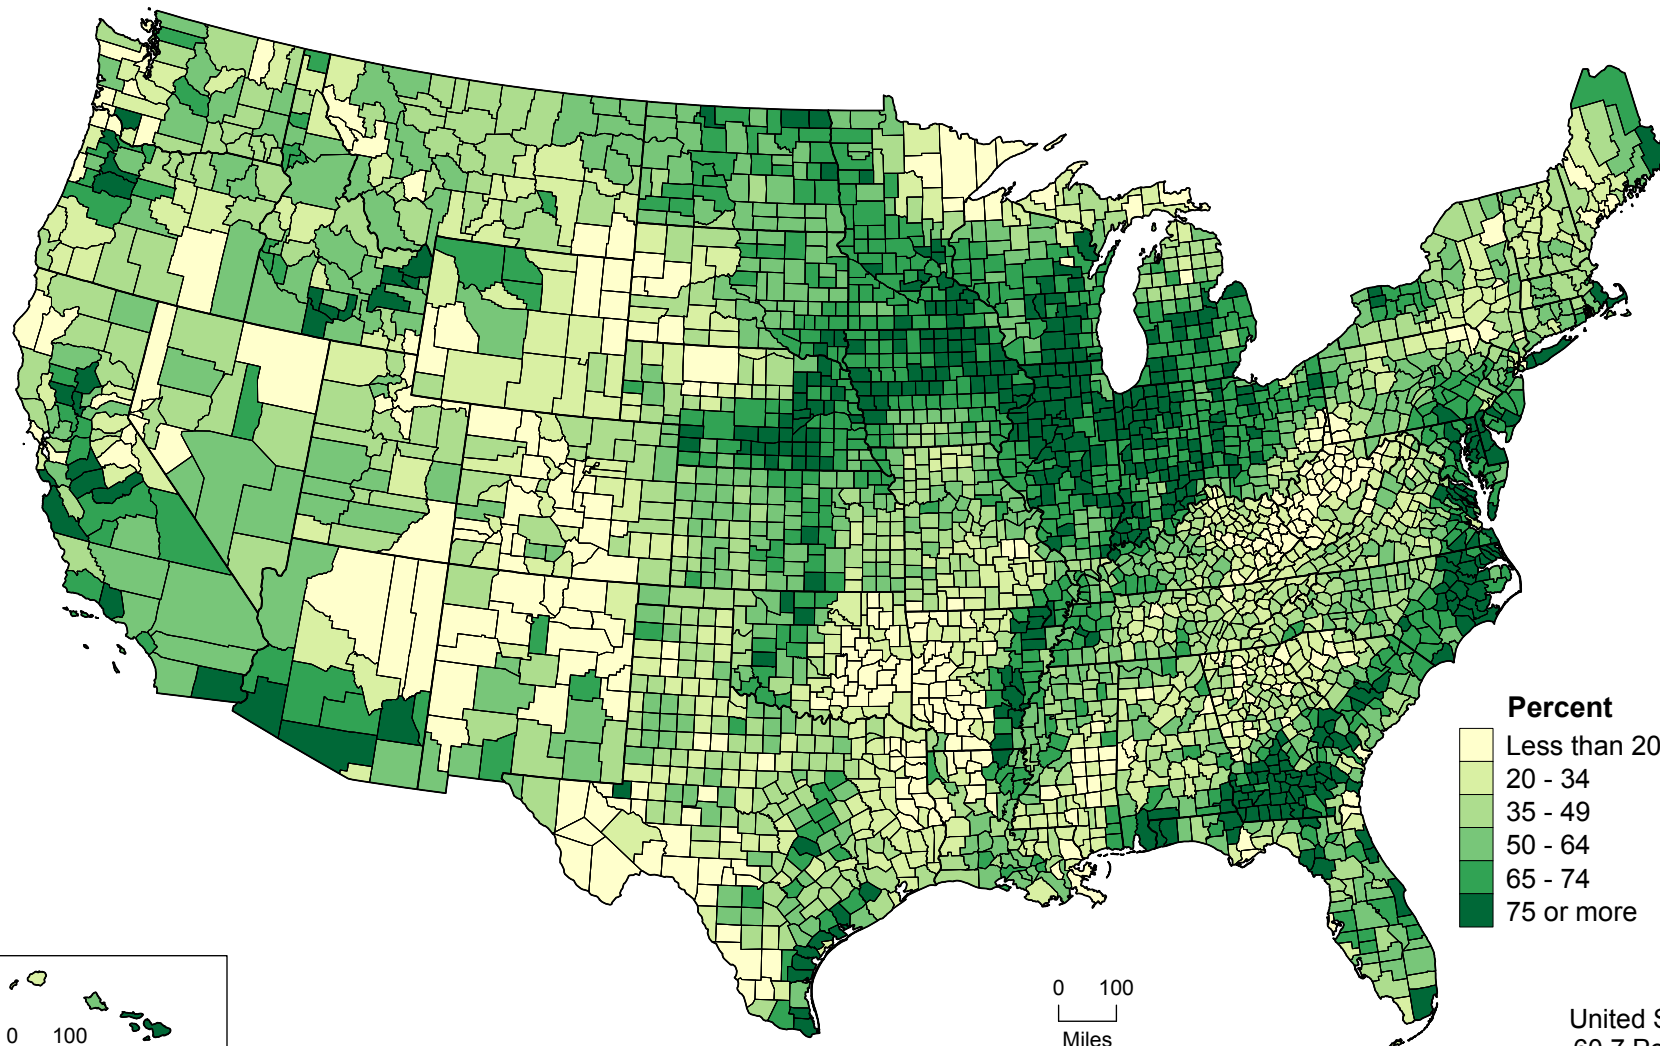 Percent
Less than 20
20 - 34
35 - 49
50 - 64
65 - 74
75 or more
0 100
Miles
0 100
United S